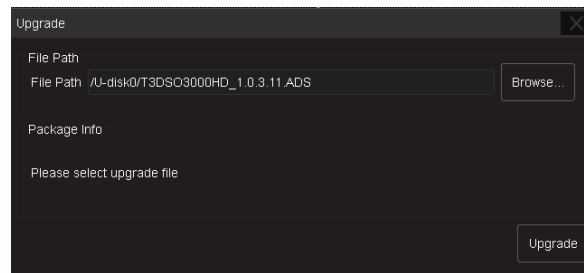 Upgrade
File Path
File Path /U-disk0/T3DSO3000HD_1.0.3.11.ADS Browse...
Package Info
Please select upgrade file
Upgrade